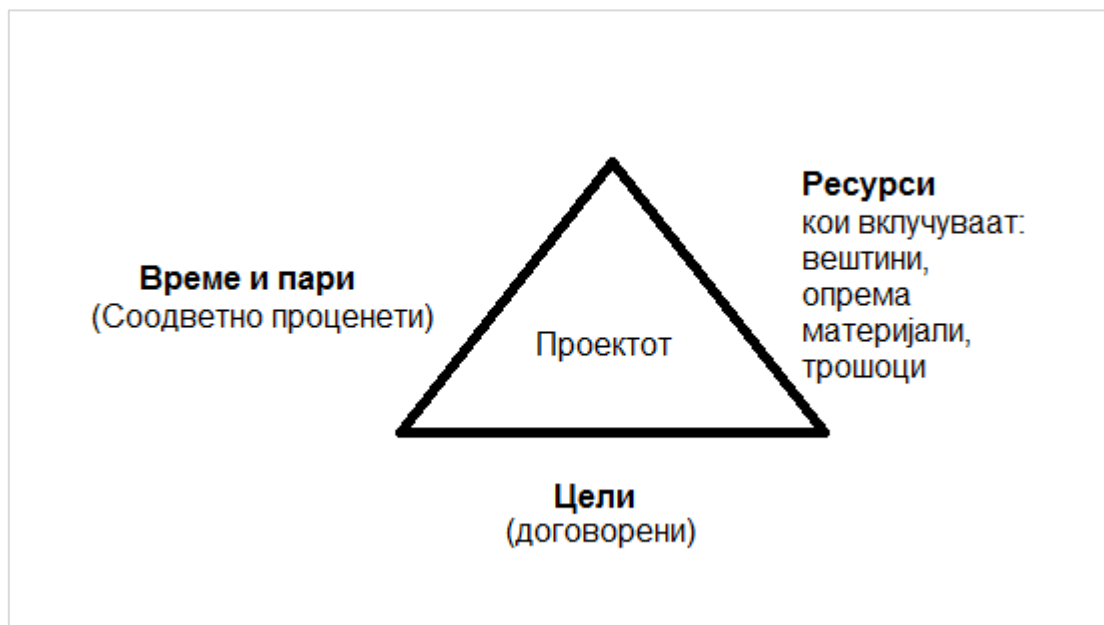 Време и пари
(Соодветно проценети)
Проектот
Ресурси
кои вклучуваат:
вештини,
опрема
материјали,
трошоци
Цели
(договорени)